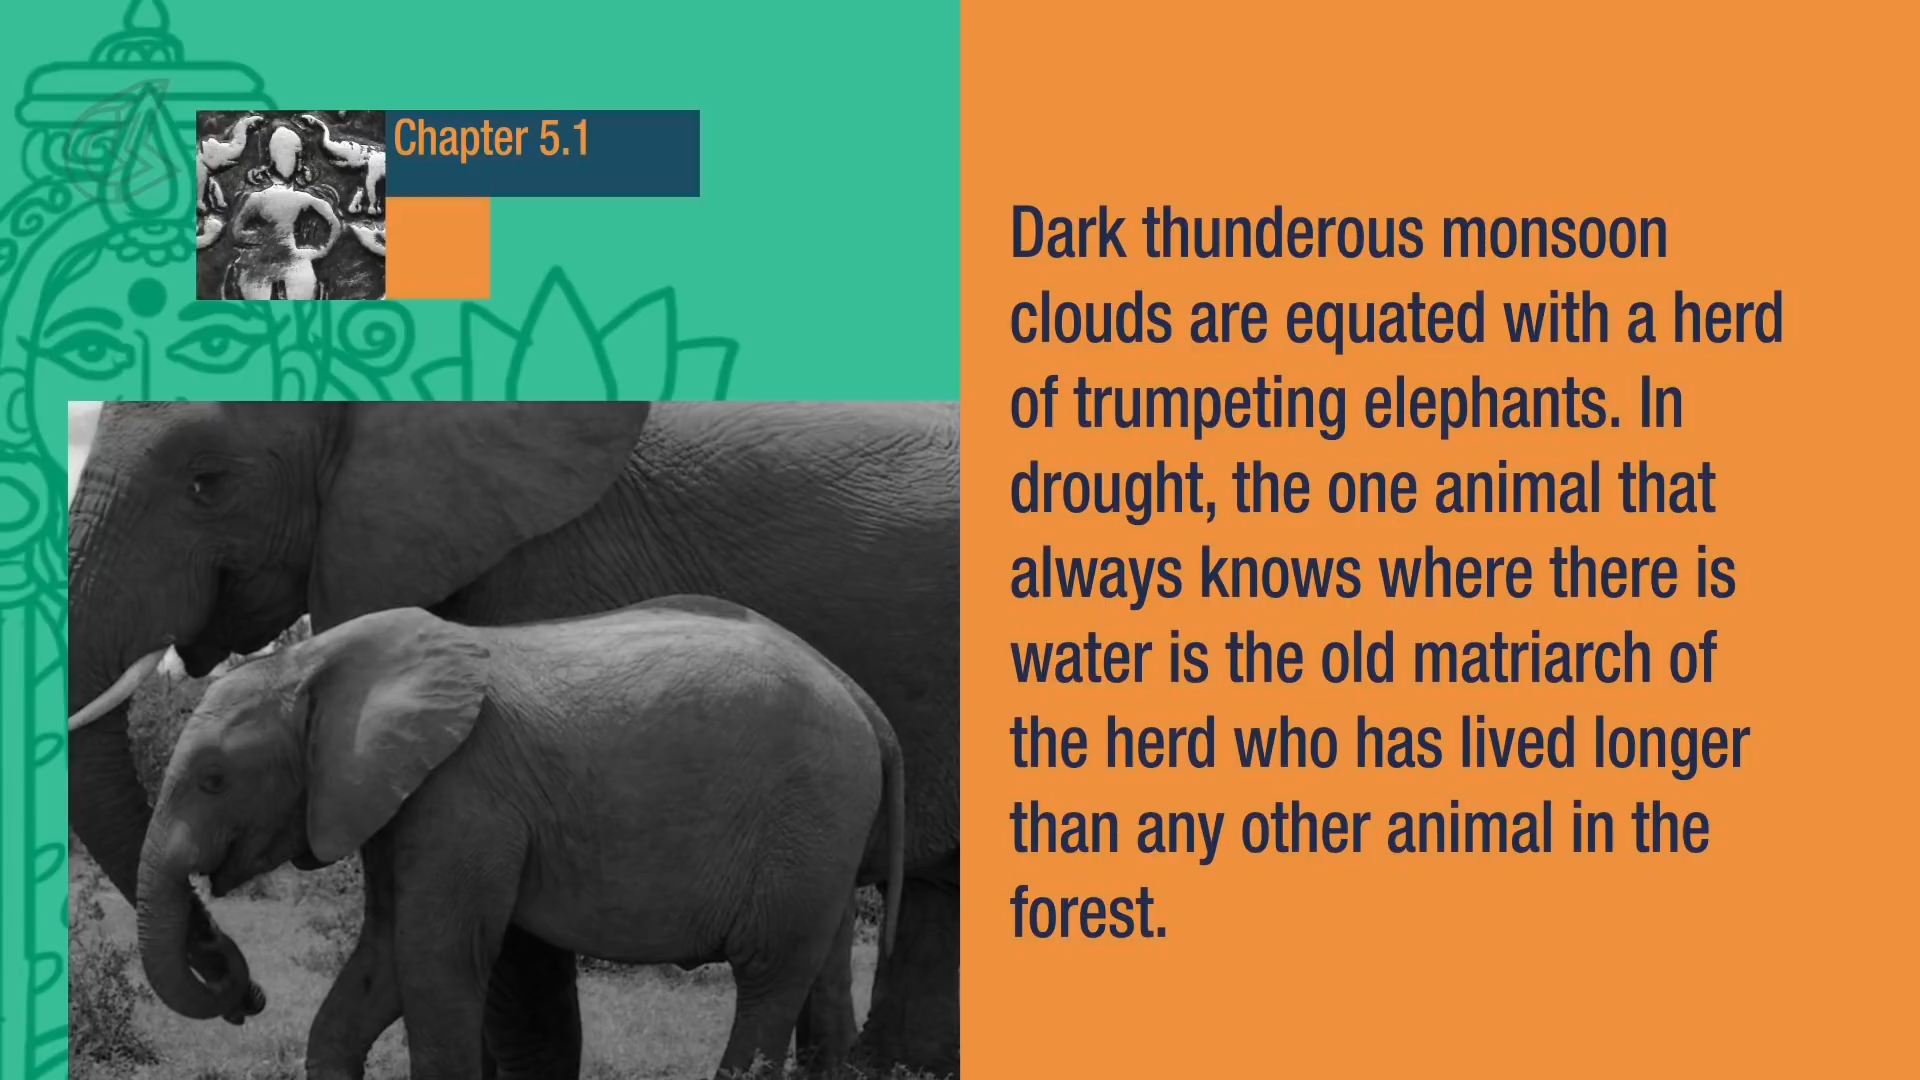 Chapter 5.1
Dark thunderous monsoon
clouds are equated with a herd
of trumpeting elephants. In
drought, the one animal that
always knows where there is
water is the old matriarch of
the herd who has lived longer
than any other animal in the
forest.